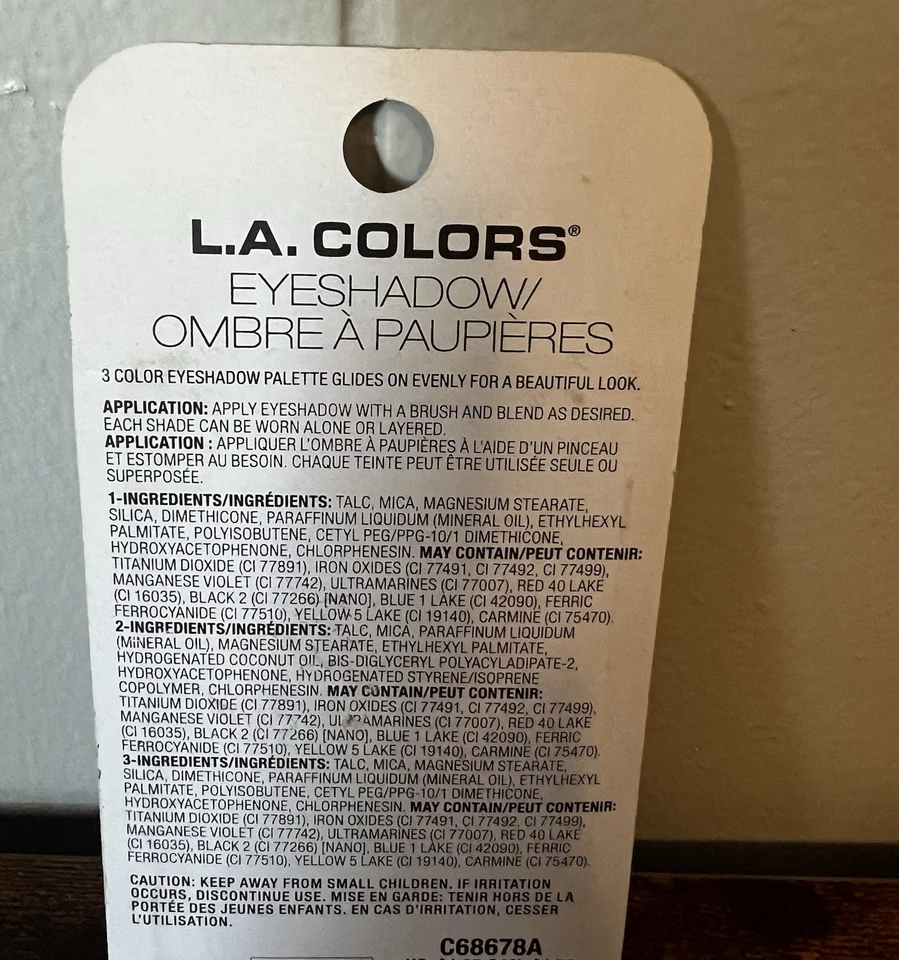 L.A. COLORS®
EYESHADOW/
OMBRE À PAUPIÈRES
3 COLOR EYESHADOW PALETTE GLIDES ON EVENLY FOR A BEAUTIFUL LOOK.
APPLICATION: APPLY EYESHADOW WITH A BRUSH AND BLEND AS DESIRED.
EACH SHADE CAN BE WORN ALONE OR LAYERED.
APPLICATION : APPLIQUER L'OMBRE À PAUPIÈRES À L'AIDE D'UN PINCEAU
ET ESTOMPER AU BESOIN. CHAQUE TEINTE PEUT ÊTRE UTILISÉE SEULE OU
SUPERPOSÉE.
1-INGREDIENTS/INGRÉDIENTS: TALC, MICA, MAGNESIUM STEARATE,
SILICA, DIMETHICONE, PARAFFINUM LIQUIDUM (MINERAL OIL), ETHYLHEXYL
PALMITATE, POLYISOBUTENE, CETYL PEG/PPG-10/1 DIMETHICONE,
HYDROXYACETOPHENONE, CHLORPHENESIN. MAY CONTAIN/PEUT CONTENIR:
TITANIUM DIOXIDE (CI 77891), IRON OXIDES (CI 77491, CI 77492, CI 77499),
MANGANESE VIOLET (CI 77742), ULTRAMARINES (CI 77007), RED 40 LAKE
(CI 16035), BLACK 2 (CI 77266) [NANO], BLUE 1 LAKE (CI 42090), FERRIC
FERROCYANIDE (CI 77510), YELLOW 5 LAKE (CI 19140), CARMINE (CI 75470).
2-INGREDIENTS/INGRÉDIENTS: TALC, MICA, PARAFFINUM LIQUIDUM
(MINERAL OIL), MAGNESIUM STEARATE, ETHYLHEXYL PALMITATE,
HYDROGENATED COCONUT OIL, BIS-DIGLYCERYL POLYACYLADIPATE-2,
HYDROXYACETOPHENONE, HYDROGENATED STYRENE/ISOPRENE
COPOLYMER, CHLORPHENESIN. MAY CONTAIN/PEUT CONTENIR:
TITANIUM DIOXIDE (CI 77891), IRON OXIDES (CI 77491, CI 77492, CI 77499),
MANGANESE VIOLET (CI 77742), ULTRAMARINES (CI 77007), RED 40 LAKE
(CI 16035), BLACK 2 (CI 77266) [NANO], BLUE 1 LAKE (CI 42090), FERRIC
FERROCYANIDE (CI 77510), YELLOW 5 LAKE (CI 19140), CARMINE (CI 75470).
3-INGREDIENTS/INGRÉDIENTS: TALC, MICA, MAGNESIUM STEARATE,
SILICA, DIMETHICONE, PARAFFINUM LIQUIDUM (MINERAL OIL), ETHYLHEXYL
PALMITATE, POLYISOBUTENE, CETYL PEG/PPG-10/1 DIMETHICONE,
HYDROXYACETOPHENONE, CHLORPHENESIN. MAY CONTAIN/PEUT CONTENIR:
TITANIUM DIOXIDE (CI 77891), IRON OXIDES (CI 77491, CI 77492, CI 77499),
MANGANESE VIOLET (CI 77742), ULTRAMARINES (CI 77007), RED 40 LAKE
(CI 16035), BLACK 2 (CI 77266) [NANO], BLUE 1 LAKE (CI 42090), FERRIC
FERROCYANIDE (CI 77510), YELLOW 5 LAKE (CI 19140), CARMINE (CI 75470).
CAUTION: KEEP AWAY FROM SMALL CHILDREN. IF IRRITATION
OCCURS, DISCONTINUE USE. MISE EN GARDE: TENIR HORS DE LA
PORTÉE DES JEUNES ENFANTS. EN CAS D'IRRITATION, CESSER
L'UTILISATION.
C68678A